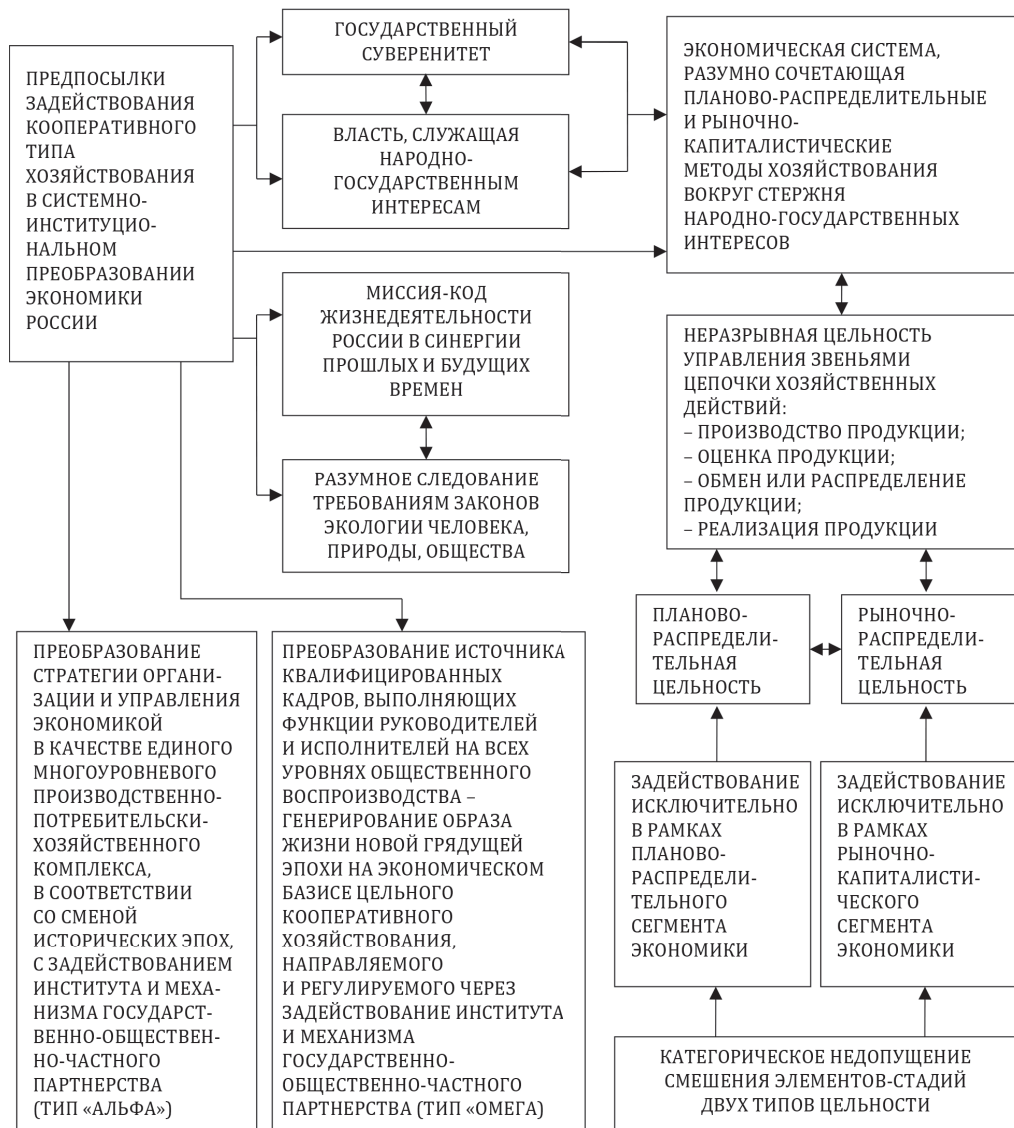 ПРЕДПОСЫЛКИ
ЗАДЕЙСТВОВАНИЯ
КООПЕРАТИВНОГО
ТИПА
ХОЗЯЙСТВОВАНИЯ
В СИСТЕМНО-
ИНСТИТУЦИО-
НАЛЬНОМ
ПРЕОБРАЗОВАНИИ
ЭКОНОМИКИ
РОССИИ
ГОСУДАРСТВЕННЫЙ
СУВЕРЕНИТЕТ
ВЛАСТЬ, СЛУЖАЩАЯ
НАРОДНО-
ГОСУДАРСТВЕННЫМ
ИНТЕРЕСАМ
ЭКОНОМИЧЕСКАЯ СИСТЕМА,
РАЗУМНО СОЧЕТАЮЩАЯ
ПЛАНОВО-РАСПРЕДЕЛИТЕЛЬНЫЕ
И РЫНОЧНО-
КАПИТАЛИСТИЧЕСКИЕ
МЕТОДЫ ХОЗЯЙСТВОВАНИЯ
ВОКРУГ СТЕРЖНЯ
НАРОДНО-ГОСУДАРСТВЕННЫХ
ИНТЕРЕСОВ
МИССИЯ-КОД
ЖИЗНЕДЕЯТЕЛЬНОСТИ
РОССИИ В СИНЕРГИИ
ПРОШЛЫХ И БУДУЩИХ
ВРЕМЕН
РАЗУМНОЕ СЛЕДОВАНИЕ
ТРЕБОВАНИЯМ ЗАКОНОВ
ЭКОЛОГИИ ЧЕЛОВЕКА,
ПРИРОДЫ, ОБЩЕСТВА
НЕРАЗРЫВНАЯ ЦЕЛЬНОСТЬ
УПРАВЛЕНИЯ ЗВЕНЬЯМИ
ЦЕПОЧКИ ХОЗЯЙСТВЕННЫХ
ДЕЙСТВИЙ:
– ПРОИЗВОДСТВО ПРОДУКЦИИ;
– ОЦЕНКА ПРОДУКЦИИ;
– ОБМЕН ИЛИ РАСПРЕДЕЛЕНИЕ
ПРОДУКЦИИ;
– РЕАЛИЗАЦИЯ ПРОДУКЦИИ
ПЛАНОВО-
РАСПРЕДЕЛИ-
ТЕЛЬНАЯ
ЦЕЛЬНОСТЬ
РЫНОЧНО-
РАСПРЕДЕЛИ-
ТЕЛЬНАЯ
ЦЕЛЬНОСТЬ
ПРЕОБРАЗОВАНИЕ
СТРАТЕГИИ ОРГАНИ-
ЗАЦИИ И УПРАВЛЕНИЯ
ЭКОНОМИКОЙ
В КАЧЕСТВЕ ЕДИНОГО
МНОГОУРОВНЕВОГО
ПРОИЗВОДСТВЕННО-
ПОТРЕБИТЕЛЬСКИ-
ХОЗЯЙСТВЕННОГО
КОМПЛЕКСА,
В СООТВЕТСТВИИ
СО СМЕНОЙ
ИСТОРИЧЕСКИХ ЭПОХ,
С ЗАДЕЙСТВОВАНИЕМ
ИНСТИТУТА И МЕХА-
НИЗМА ГОСУДАРСТ-
ВЕННО-ОБЩЕСТВЕН-
НО-ЧАСТНОГО
ПАРТНЕРСТВА
(ТИП «АЛЬФА»)
ПРЕОБРАЗОВАНИЕ ИСТОЧНИКА
КВАЛИФИЦИРОВАННЫХ
КАДРОВ, ВЫПОЛНЯЮЩИХ
ФУНКЦИИ РУКОВОДИТЕЛЕЙ
И ИСПОЛНИТЕЛЕЙ НА ВСЕХ
УРОВНЯХ ОБЩЕСТВЕННОГО
ВОСПРОИЗВОДСТВА –
ГЕНЕРИРОВАНИЕ ОБРАЗА
ЖИЗНИ НОВОЙ ГРЯДУЩЕЙ
ЭПОХИ НА ЭКОНОМИЧЕСКОМ
БАЗИСЕ ЦЕЛЬНОГО
КООПЕРАТИВНОГО
ХОЗЯЙСТВОВАНИЯ,
НАПРАВЛЯЕМОГО
И РЕГУЛИРУЕМОГО ЧЕРЕЗ
ЗАДЕЙСТВОВАНИЕ ИНСТИТУТА
И МЕХАНИЗМА
ГОСУДАРСТВЕННО-
ОБЩЕСТВЕННО-ЧАСТНОГО
ПАРТНЕРСТВА (ТИП «ОМЕГА)
ЗАДЕЙСТВОВАНИЕ
ИСКЛЮЧИТЕЛЬНО
В РАМКАХ
ПЛАНОВО-
РАСПРЕДЕЛИ-
ТЕЛЬНОГО
СЕГМЕНТА
ЭКОНОМИКИ
ЗАДЕЙСТВОВАНИЕ
ИСКЛЮЧИТЕЛЬНО
В РАМКАХ
РЫНОЧНО-
КАПИТАЛИСТИ-
ЧЕСКОГО
СЕГМЕНТА
ЭКОНОМИКИ
КАТЕГОРИЧЕСКОЕ НЕДОПУЩЕНИЕ
СМЕШЕНИЯ ЭЛЕМЕНТОВ-СТАДИЙ
ДВУХ ТИПОВ ЦЕЛЬНОСТИ